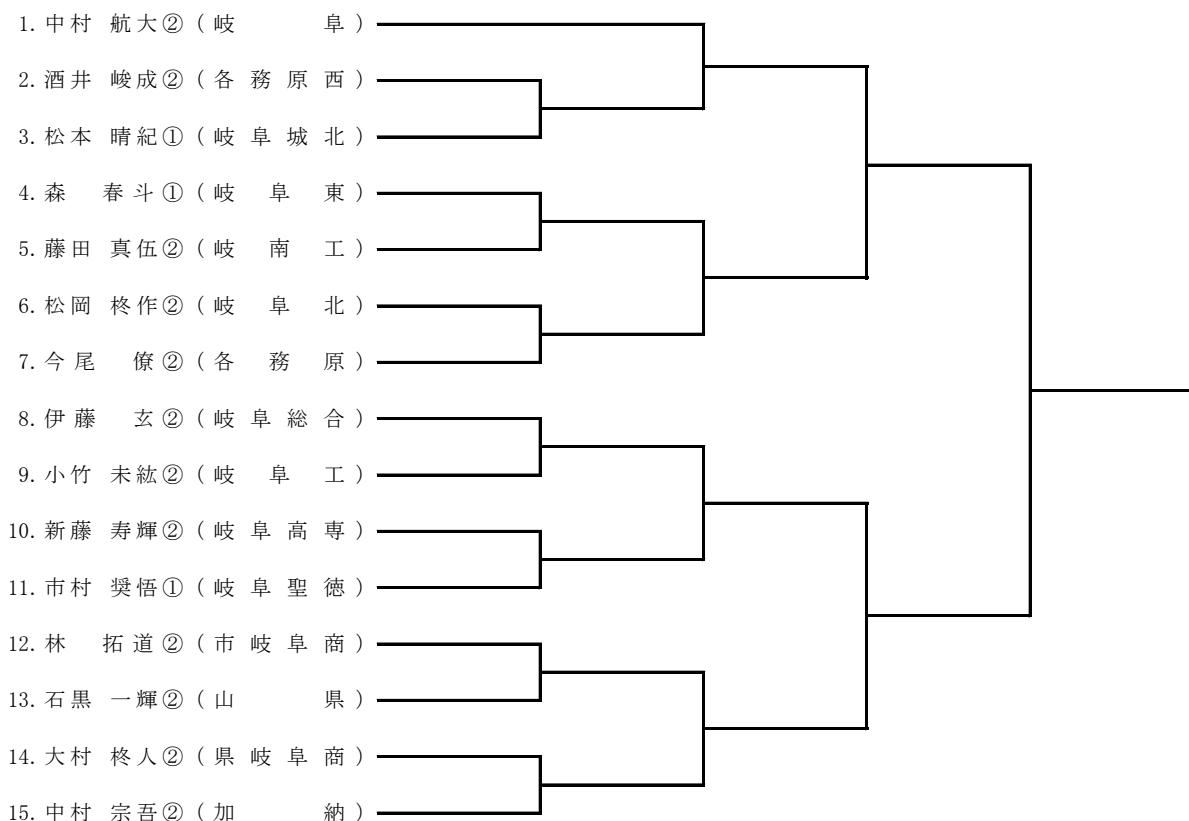 1. 中村 航大②（岐 阜）
2. 酒井 峻成②（各務原西）
3. 松本 晴紀①（岐阜城北）
4. 森 春斗①（岐 阜 東）
5. 藤田 真伍②（岐 南 工）
6. 松岡 柊作②（岐 阜 北）
7. 今尾 僚②（各 務 原）
8. 伊藤 玄②（岐阜総合）
9. 小竹 未紘②（岐 阜 工）
10. 新藤 寿輝②（岐阜高専）
11. 市村 奨悟①（岐阜聖徳）
12. 林 拓道②（市岐阜商）
13. 石黒 一輝②（山 県）
14. 大村 柊人②（県岐阜商）
15. 中村 宗吾②（加 納）